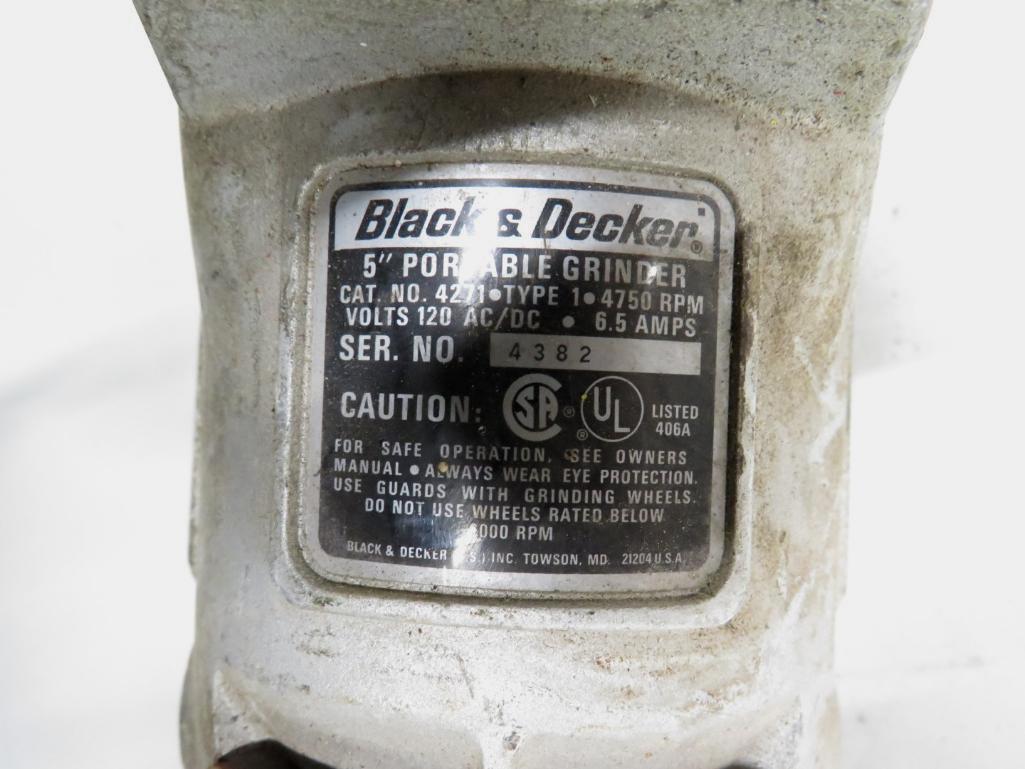 Black & Decker®
5" PORTABLE GRINDER
CAT. NO. 4271 • TYPE 1 • 4750 RPM
VOLTS 120 AC/DC • 6.5 AMPS
SER. NO. 4382
CAUTION: SA ® UL ® LISTED 406A
FOR SAFE OPERATION, SEE OWNERS
MANUAL • ALWAYS WEAR EYE PROTECTION.
USE GUARDS WITH GRINDING WHEELS.
DO NOT USE WHEELS RATED BELOW
000 RPM
BLACK & DECKER INC. TOWSON, MD. 21204 U.S.A.